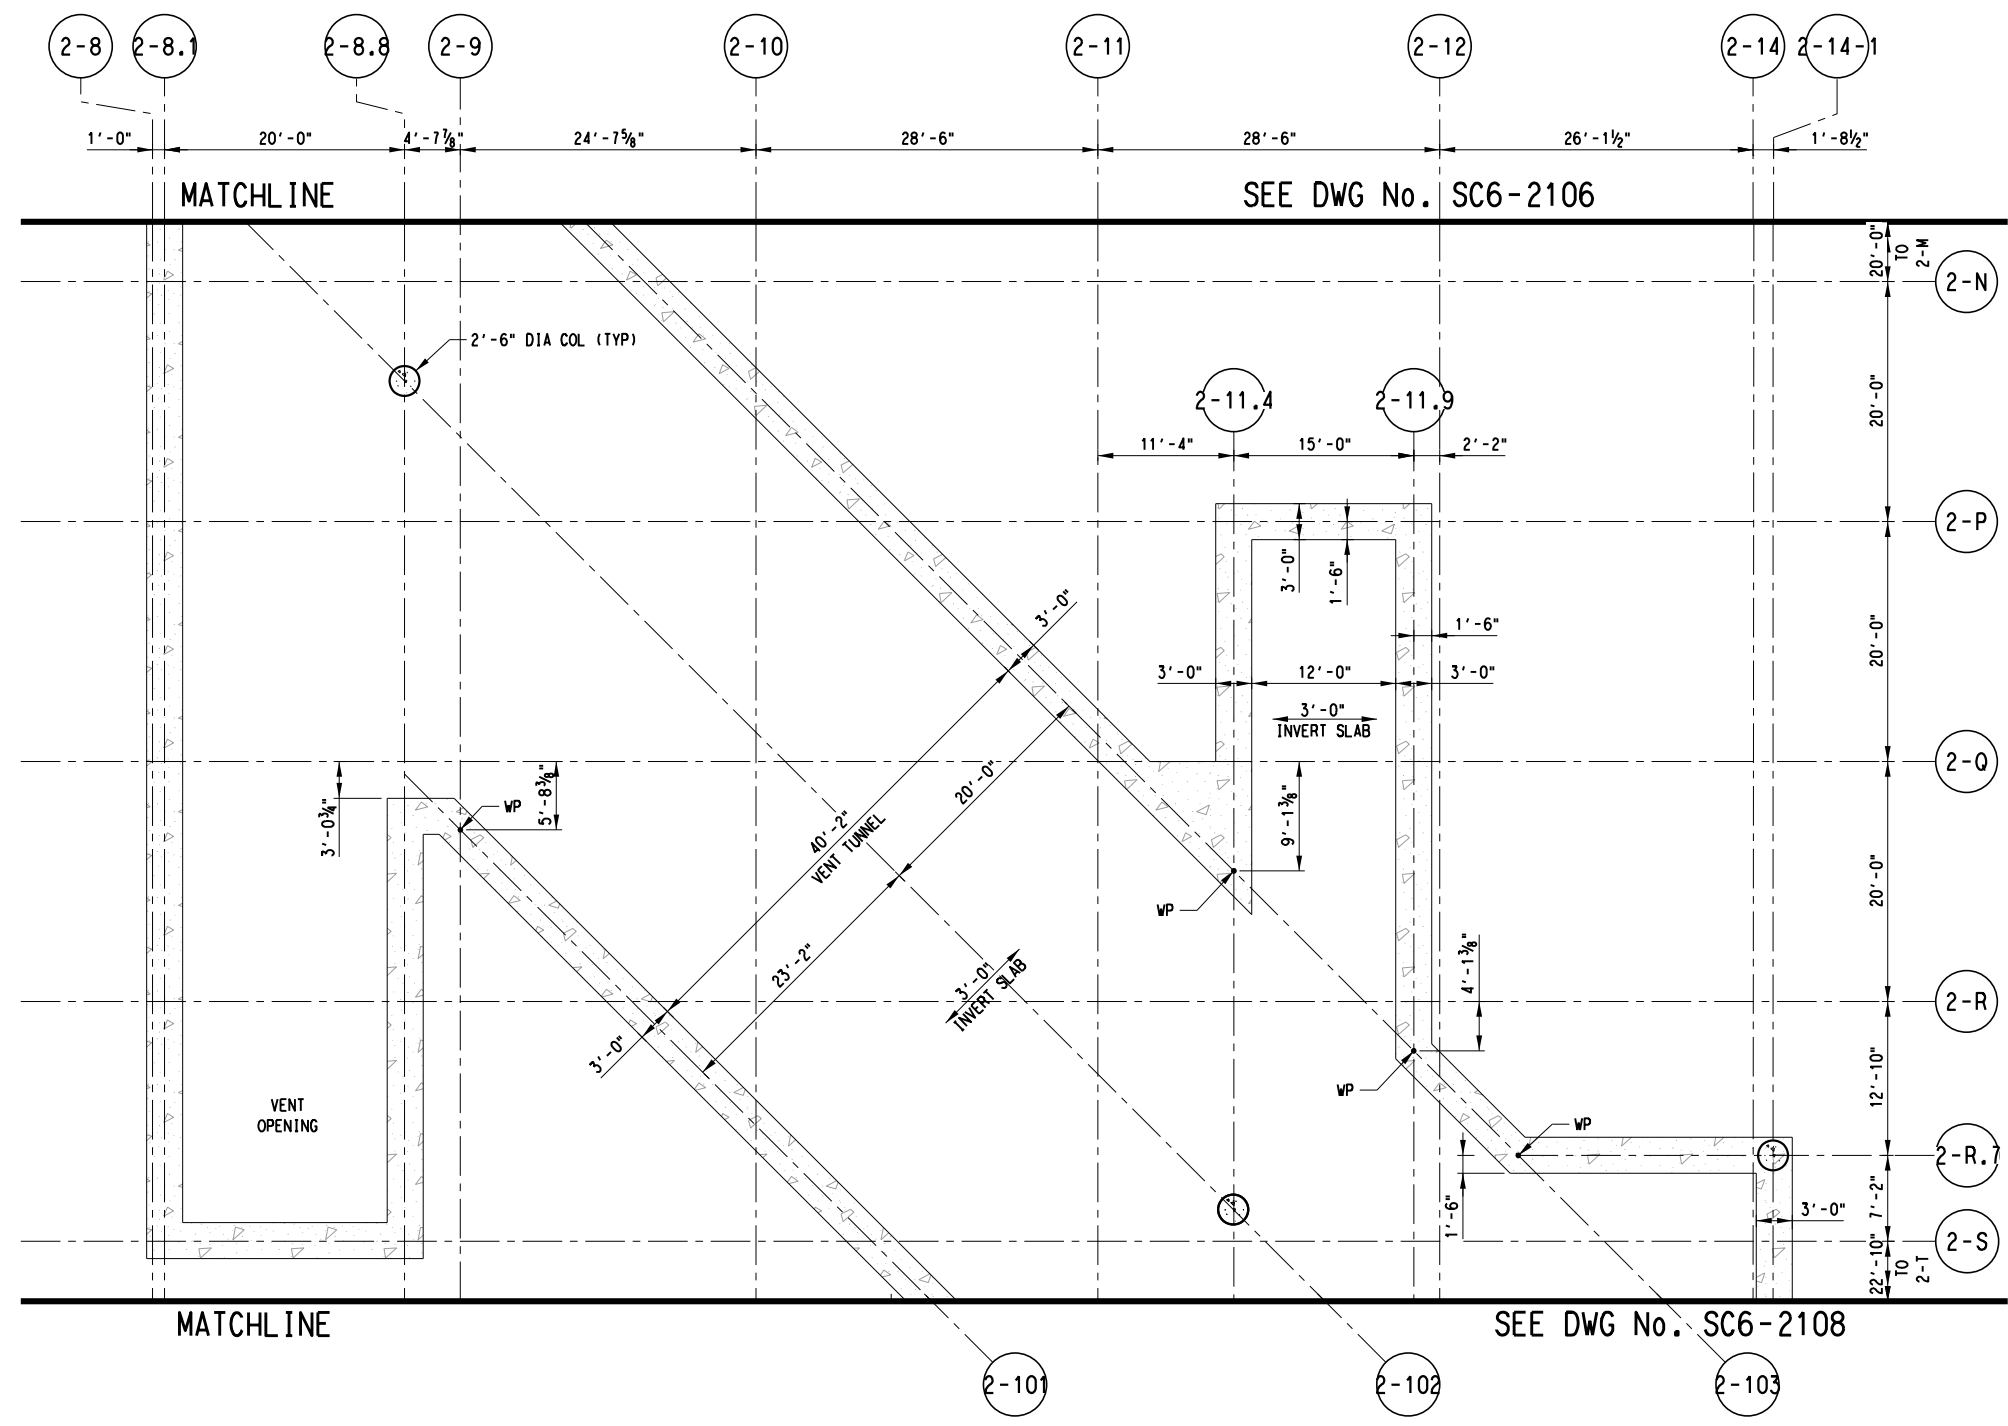 2-8 2-8.1 2-8.8 2-9 2-10 2-11 2-12 2-14 2-14-1
1'-0" 20'-0" 4'-7⅞" 24'-7⅝" 28'-6" 28'-6" 26'-1½" 1'-8½"
MATCHLINE SEE DWG No. SC6-2106
20'-0"
TO
2-M
2-N
2'-6" DIA COL (TYP)
20'-0"
2-11.4 2-11.9
11'-4" 15'-0" 2'-2"
2-P
3'-0" 1'-6"
3'-0"
1'-6"
20'-0"
3'-0" 12'-0" 3'-0"
3'-0"
INVERT SLAB
2-Q
3'-0¾"
WP
5'-8⅜"
40'-2"
VENT TUNNEL
20'-0"
9'-1⅜"
20'-0"
WP
23'-2"
3'-0"
INVERT SLAB
4'-1⅜"
2-R
3'-0"
VENT
OPENING
WP
12'-10"
WP
2-R.7
1'-6"
3'-0"
7'-2"
2-S
22'-10"
TO
2-T
MATCHLINE SEE DWG No. SC6-2108
2-101 2-102 2-103